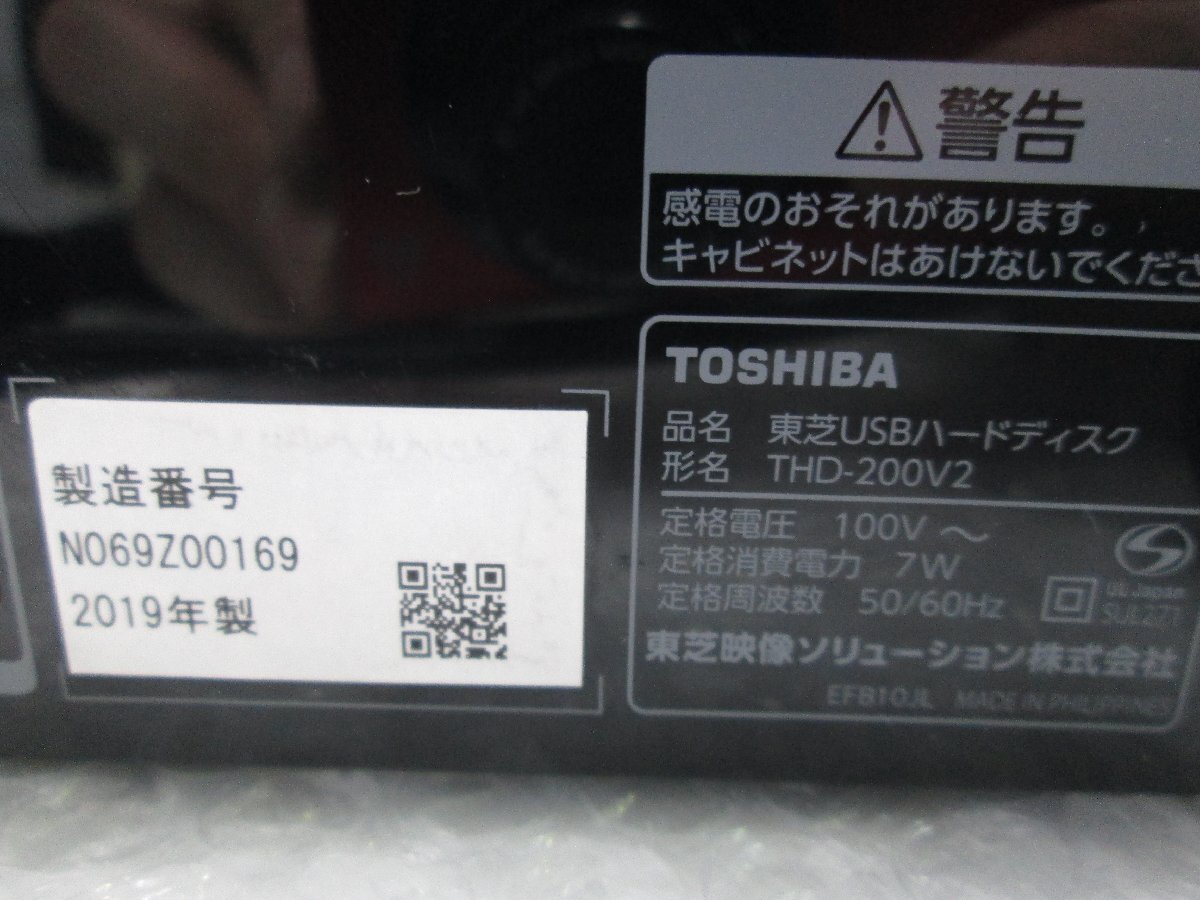 警告
感電のおそれがあります。
キャビネットはあけないでくださ
TOSHIBA
品名 東芝USBハードディスク
形名 THD-200V2
定格電圧 100V ～
定格消費電力 7W
定格周波数 50/60Hz
UL Japan
東芝映像ソリューション株式会社
EFB10JL MADE IN PHILIPPINES
製造番号
N069Z00169
2019年製